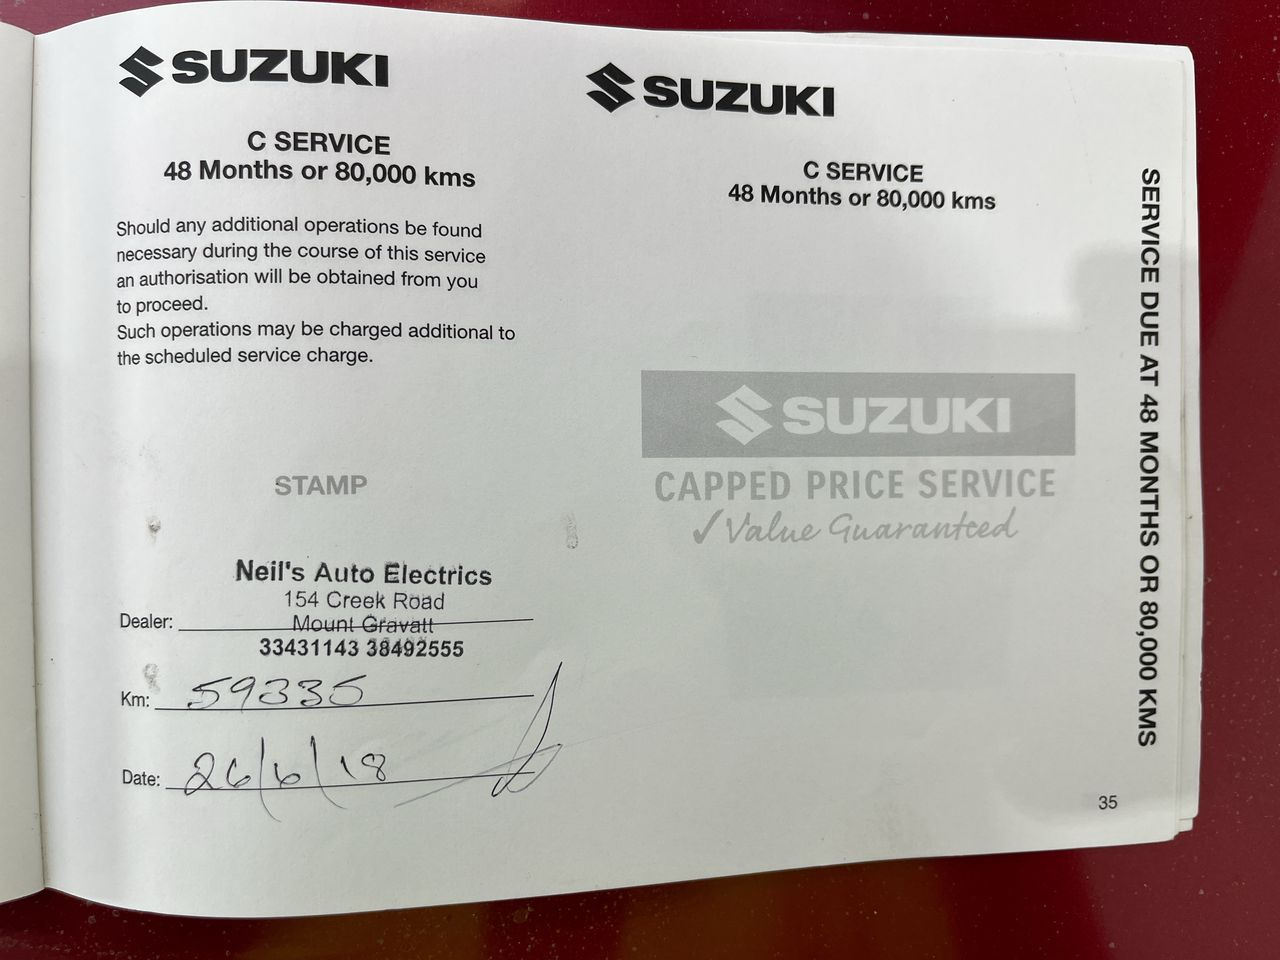 SUZUKI
C SERVICE
48 Months or 80,000 kms
Should any additional operations be found
necessary during the course of this service
an authorisation will be obtained from you
to proceed.
Such operations may be charged additional to
the scheduled service charge.
STAMP
Neil's Auto Electrics
154 Creek Road
Dealer: Mount Gravatt
33431143 38492555
Km: 59335
Date: 26/6/18
SUZUKI
C SERVICE
48 Months or 80,000 kms
SUZUKI
CAPPED PRICE SERVICE
✓Value Guaranteed
SERVICE DUE AT 48 MONTHS OR 80,000 KMS
35